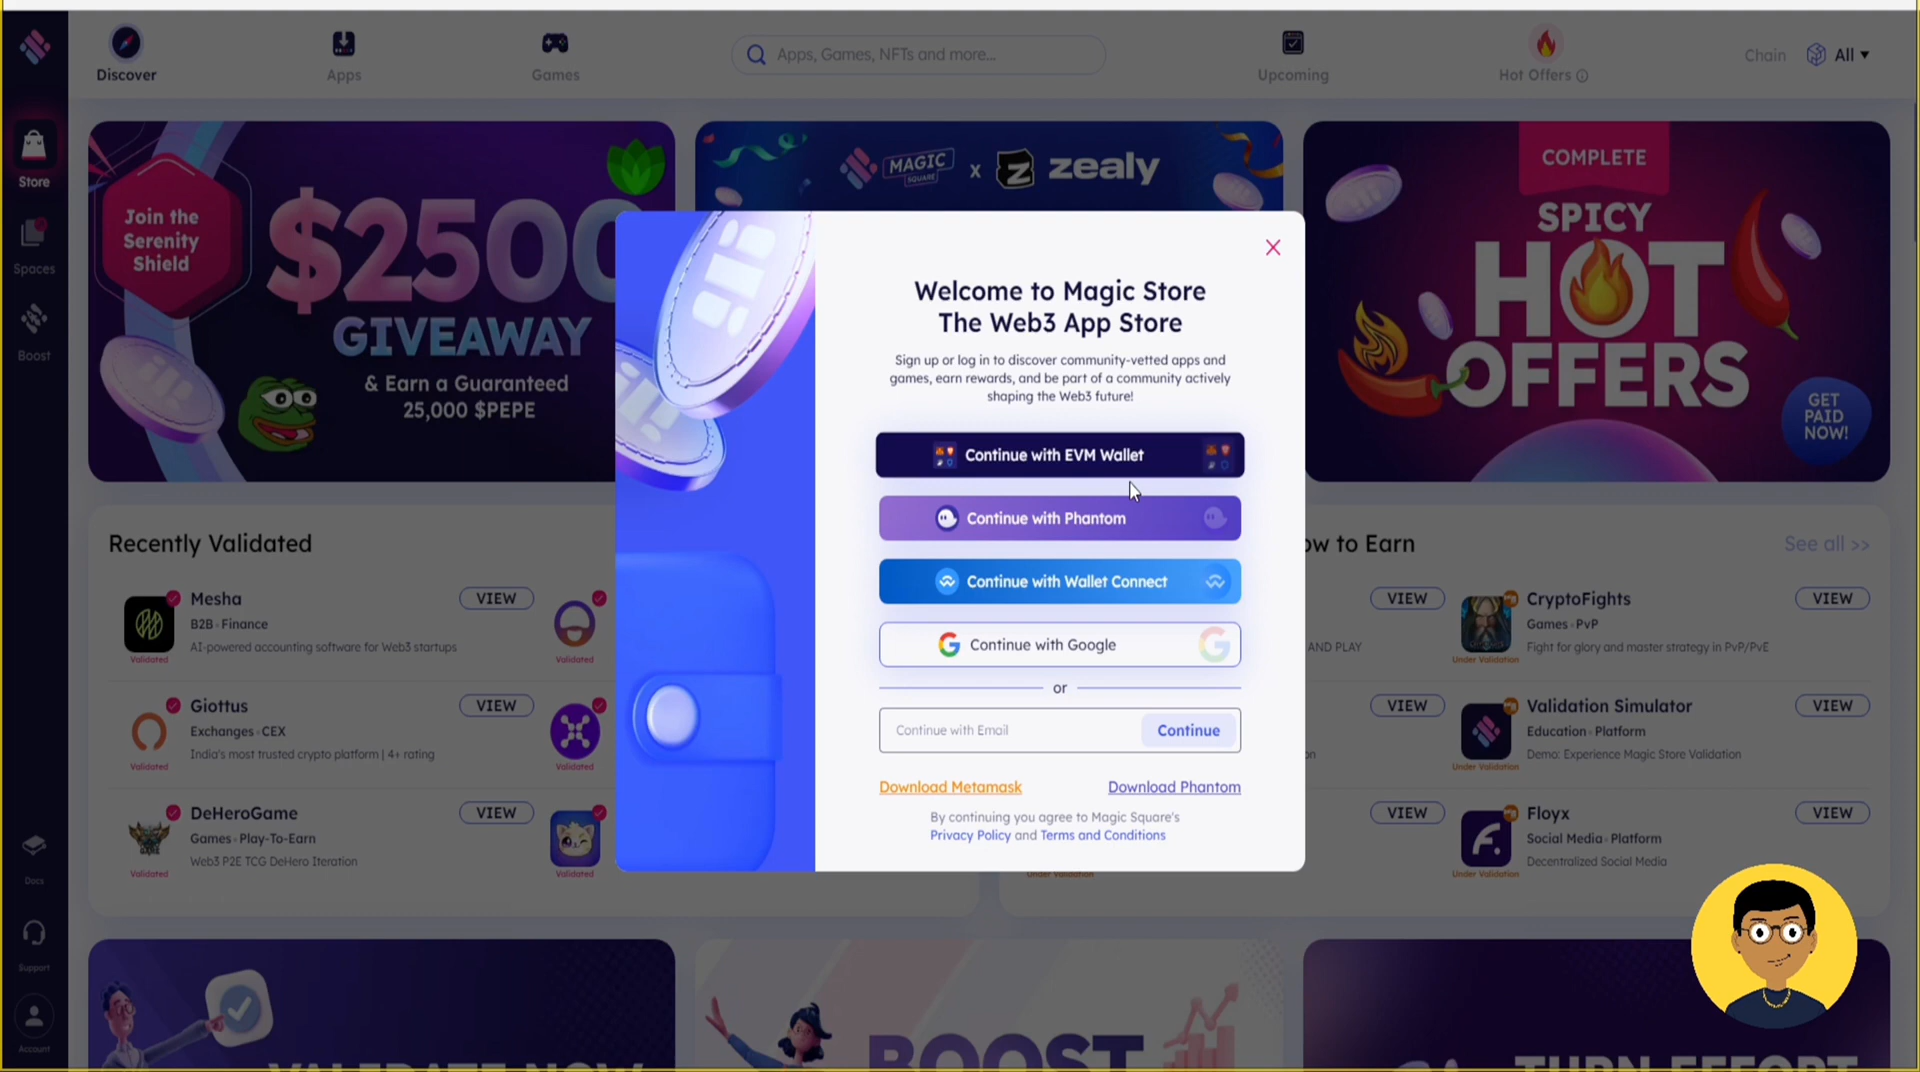 Discover
Apps
Games
Apps, Games, NFTs and more...
Upcoming
Hot Offers
Chain
All
Store
Spaces
Boost
Docs
Support
Account
Join the
Serenity
Shield
$2500
GIVEAWAY
& Earn a Guaranteed
25,000 $PEPE
MAGIC
SQUARE
x
zealy
COMPLETE
SPICY
HOT
OFFERS
GET
PAID
NOW!
Welcome to Magic Store
The Web3 App Store
Sign up or log in to discover community-vetted apps and
games, earn rewards, and be part of a community actively
shaping the Web3 future!
Continue with EVM Wallet
Continue with Phantom
Continue with Wallet Connect
Continue with Google
or
Continue with Email
Continue
Download Metamask
Download Phantom
By continuing you agree to Magic Square's
Privacy Policy and Terms and Conditions
Recently Validated
Mesha
B2B · Finance
AI-powered accounting software for Web3 startups
Validated
VIEW
Validated
Giottus
Exchanges · CEX
India's most trusted crypto platform | 4+ rating
Validated
VIEW
Validated
DeHeroGame
Games · Play-To-Earn
Web3 P2E TCG DeHero Iteration
Validated
VIEW
Validated
ow to Earn
See all >>
AND PLAY
VIEW
CryptoFights
Games · PvP
Fight for glory and master strategy in PvP/PvE
Under Validation
VIEW
VIEW
Validation Simulator
Education · Platform
Demo: Experience Magic Store Validation
Under Validation
VIEW
Under Validation
VIEW
Floyx
Social Media · Platform
Decentralized Social Media
Under Validation
VIEW
VALIDATE NOW
BOOST
TURN EFFORT